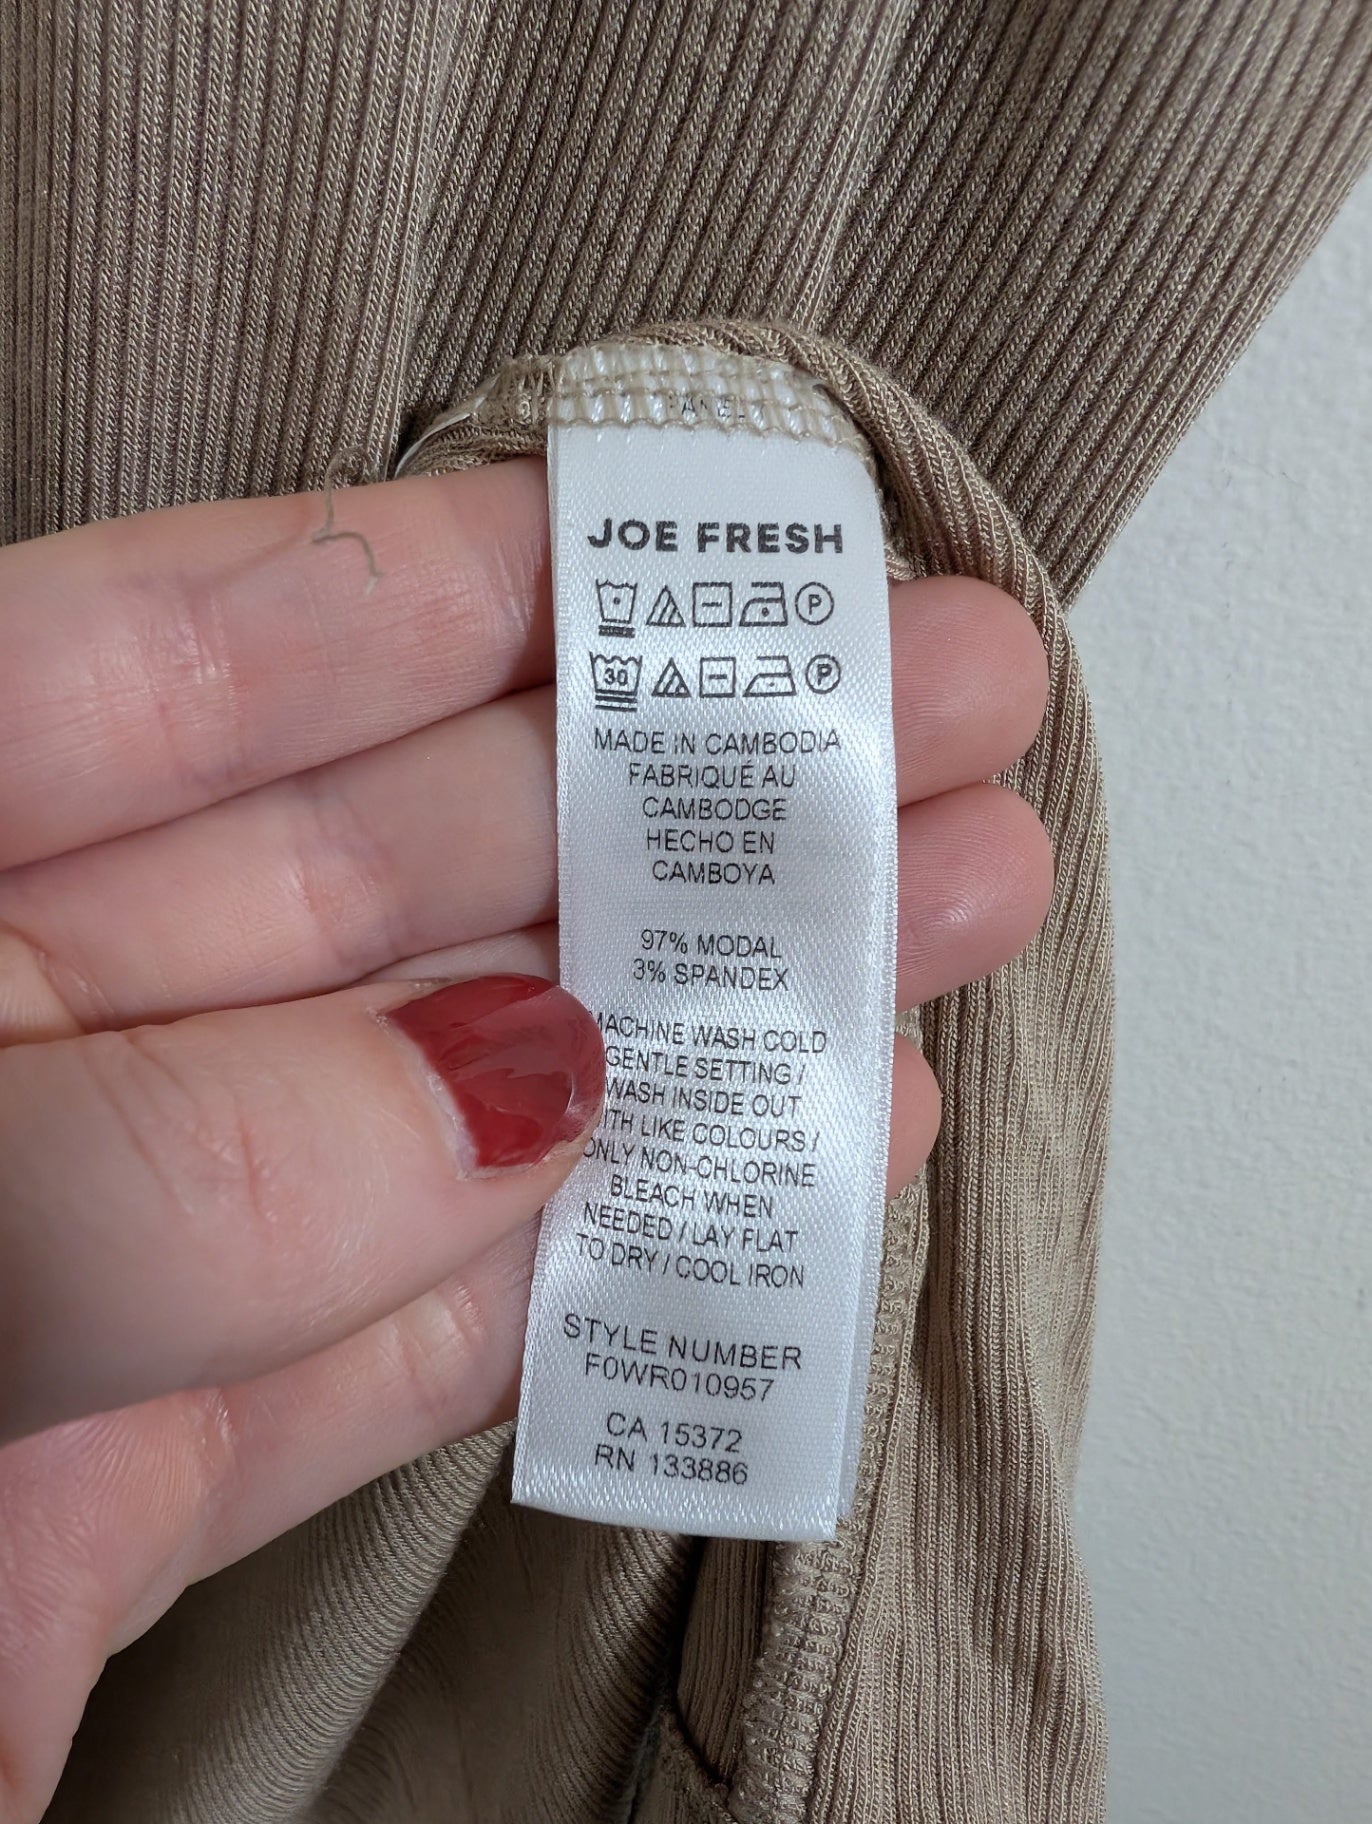 JOE FRESH
30
MADE IN CAMBODIA
FABRIQUÉ AU
CAMBODGE
HECHO EN
CAMBOYA
97% MODAL
3% SPANDEX
MACHINE WASH COLD
GENTLE SETTING /
WASH INSIDE OUT
WITH LIKE COLOURS /
ONLY NON-CHLORINE
BLEACH WHEN
NEEDED / LAY FLAT
TO DRY / COOL IRON
STYLE NUMBER
F0WR010957
CA 15372
RN 133886